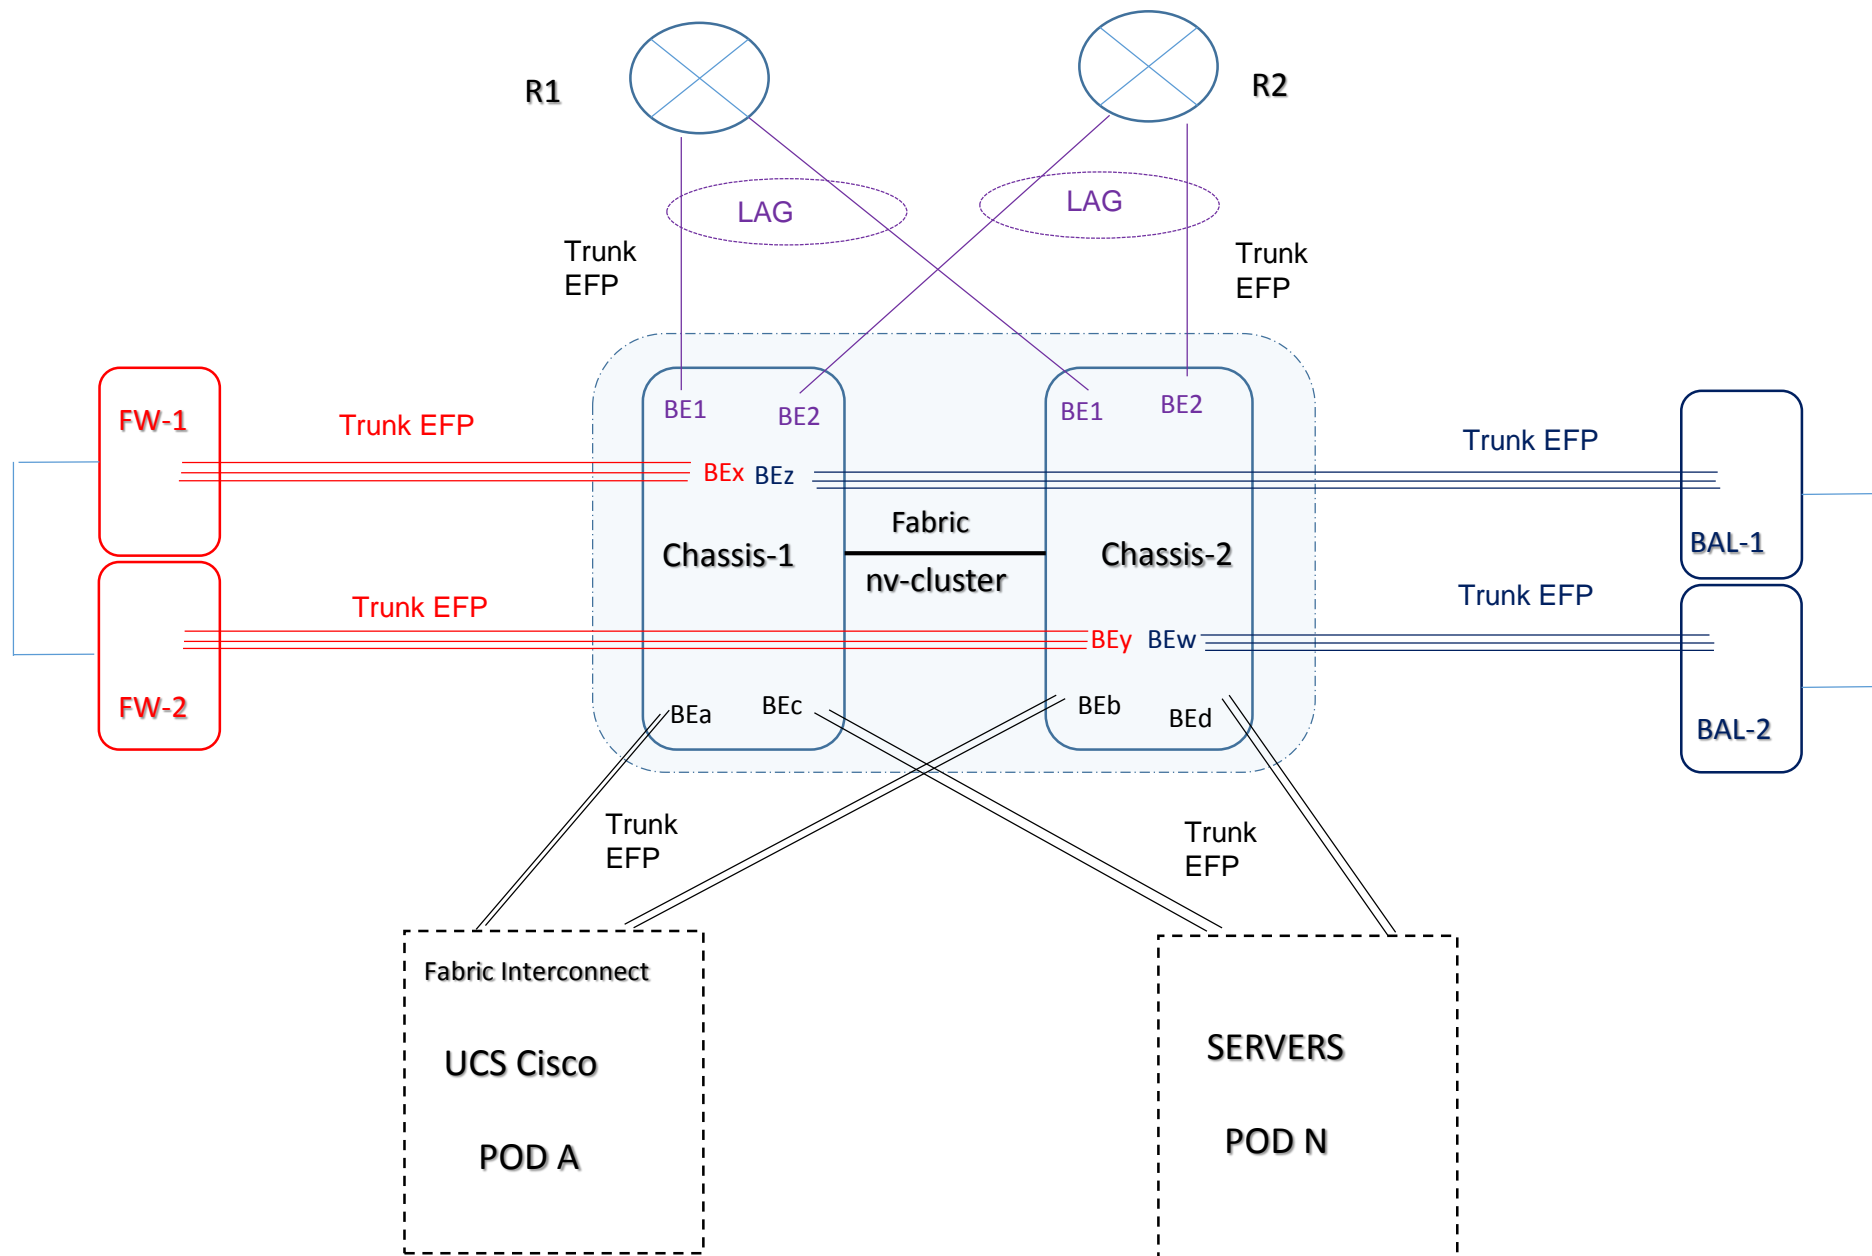 R1
R2
LAG
LAG
Trunk
EFP
Trunk
EFP
FW-1
Trunk EFP
BE1
BE2
BE1
BE2
Trunk EFP
BEx
BEz
Fabric
Chassis-1
Chassis-2
BAL-1
nv-cluster
Trunk EFP
Trunk EFP
BEy
BEw
FW-2
BEa
BEc
BEb
BEd
BAL-2
Trunk
EFP
Trunk
EFP
Fabric Interconnect
UCS Cisco
POD A
SERVERS
POD N